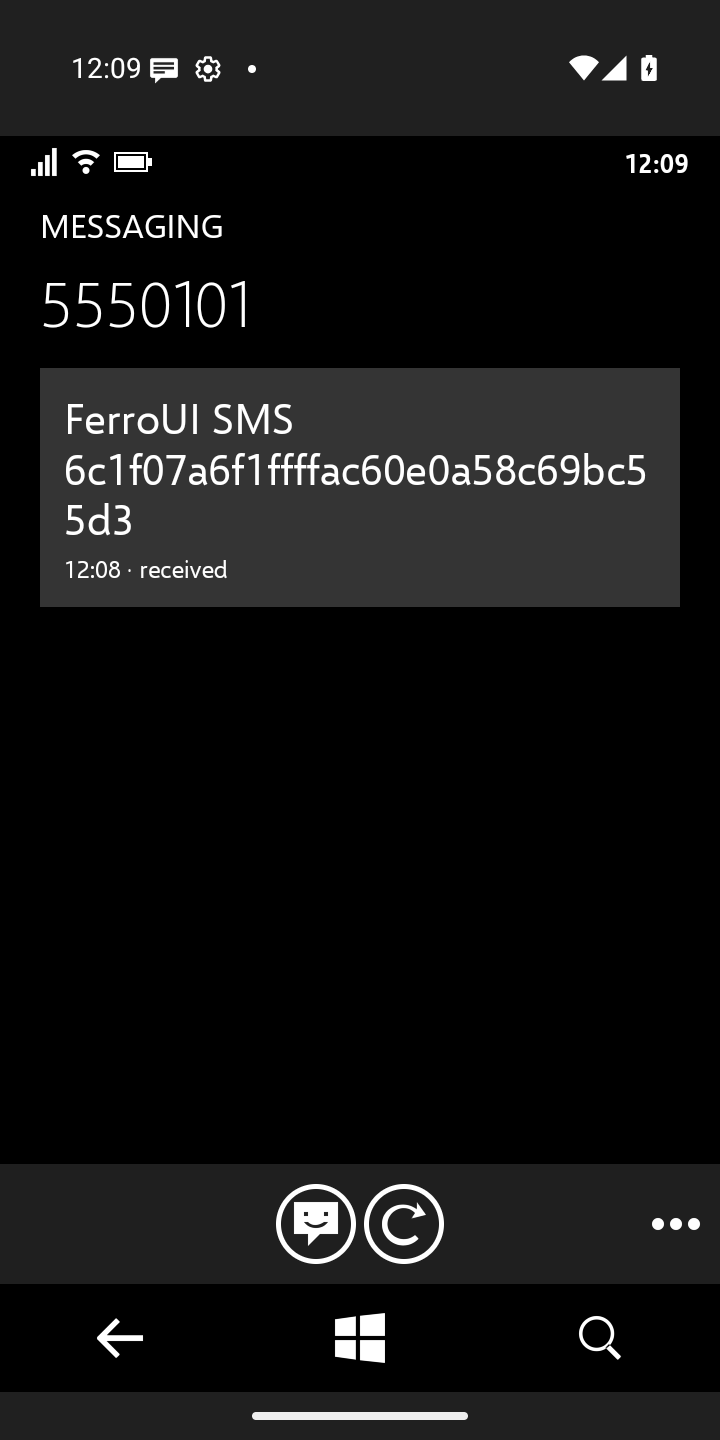 12:09
12:09
MESSAGING
5550101
FerroUI SMS
6c1f07a6f1ffffac60e0a58c69bc5
5d3
12:08 · received